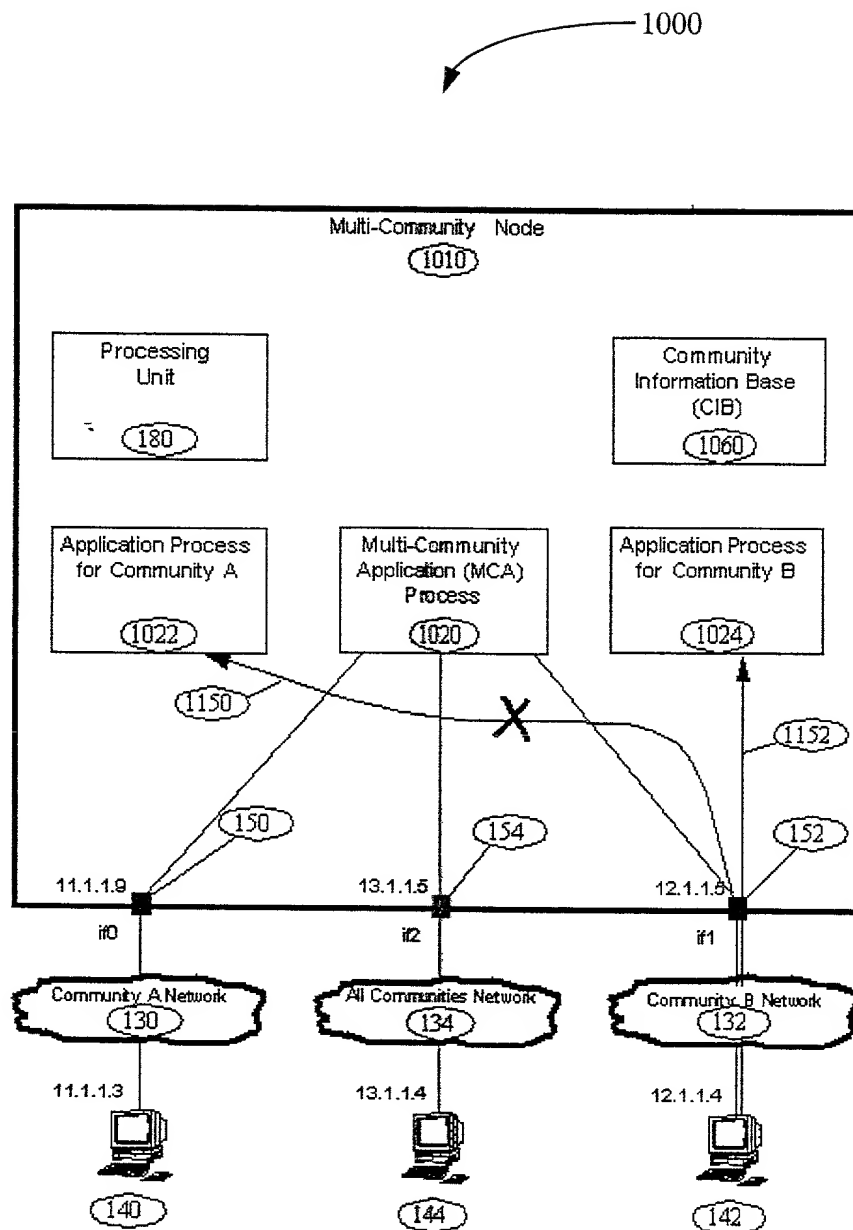 1000
Multi-Community Node
1010
Processing
Unit
180
Community
Information Base
(CIB)
1060
Application Process
for Community A
1022
Multi-Community
Application (MCA)
Process
1020
Application Process
for Community B
1024
1150
X
1152
150
154
152
11.1.1.9
13.1.1.5
12.1.1.5
if0
if2
if1
Community A Network
130
All Communities Network
134
Community B Network
132
11.1.1.3
13.1.1.4
12.1.1.4
140
144
142